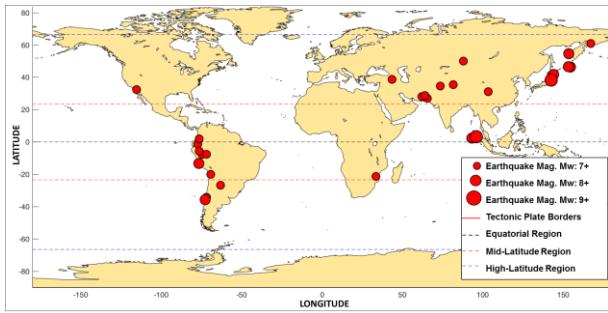 80
60
40
20
0
-20
-40
-60
-80
LATITUDE
-150
-100
-50
0
50
100
150
LONGITUDE
Earthquake Mag. Mw: 7+
Earthquake Mag. Mw: 8+
Earthquake Mag. Mw: 9+
Tectonic Plate Borders
Equatorial Region
Mid-Latitude Region
High-Latitude Region